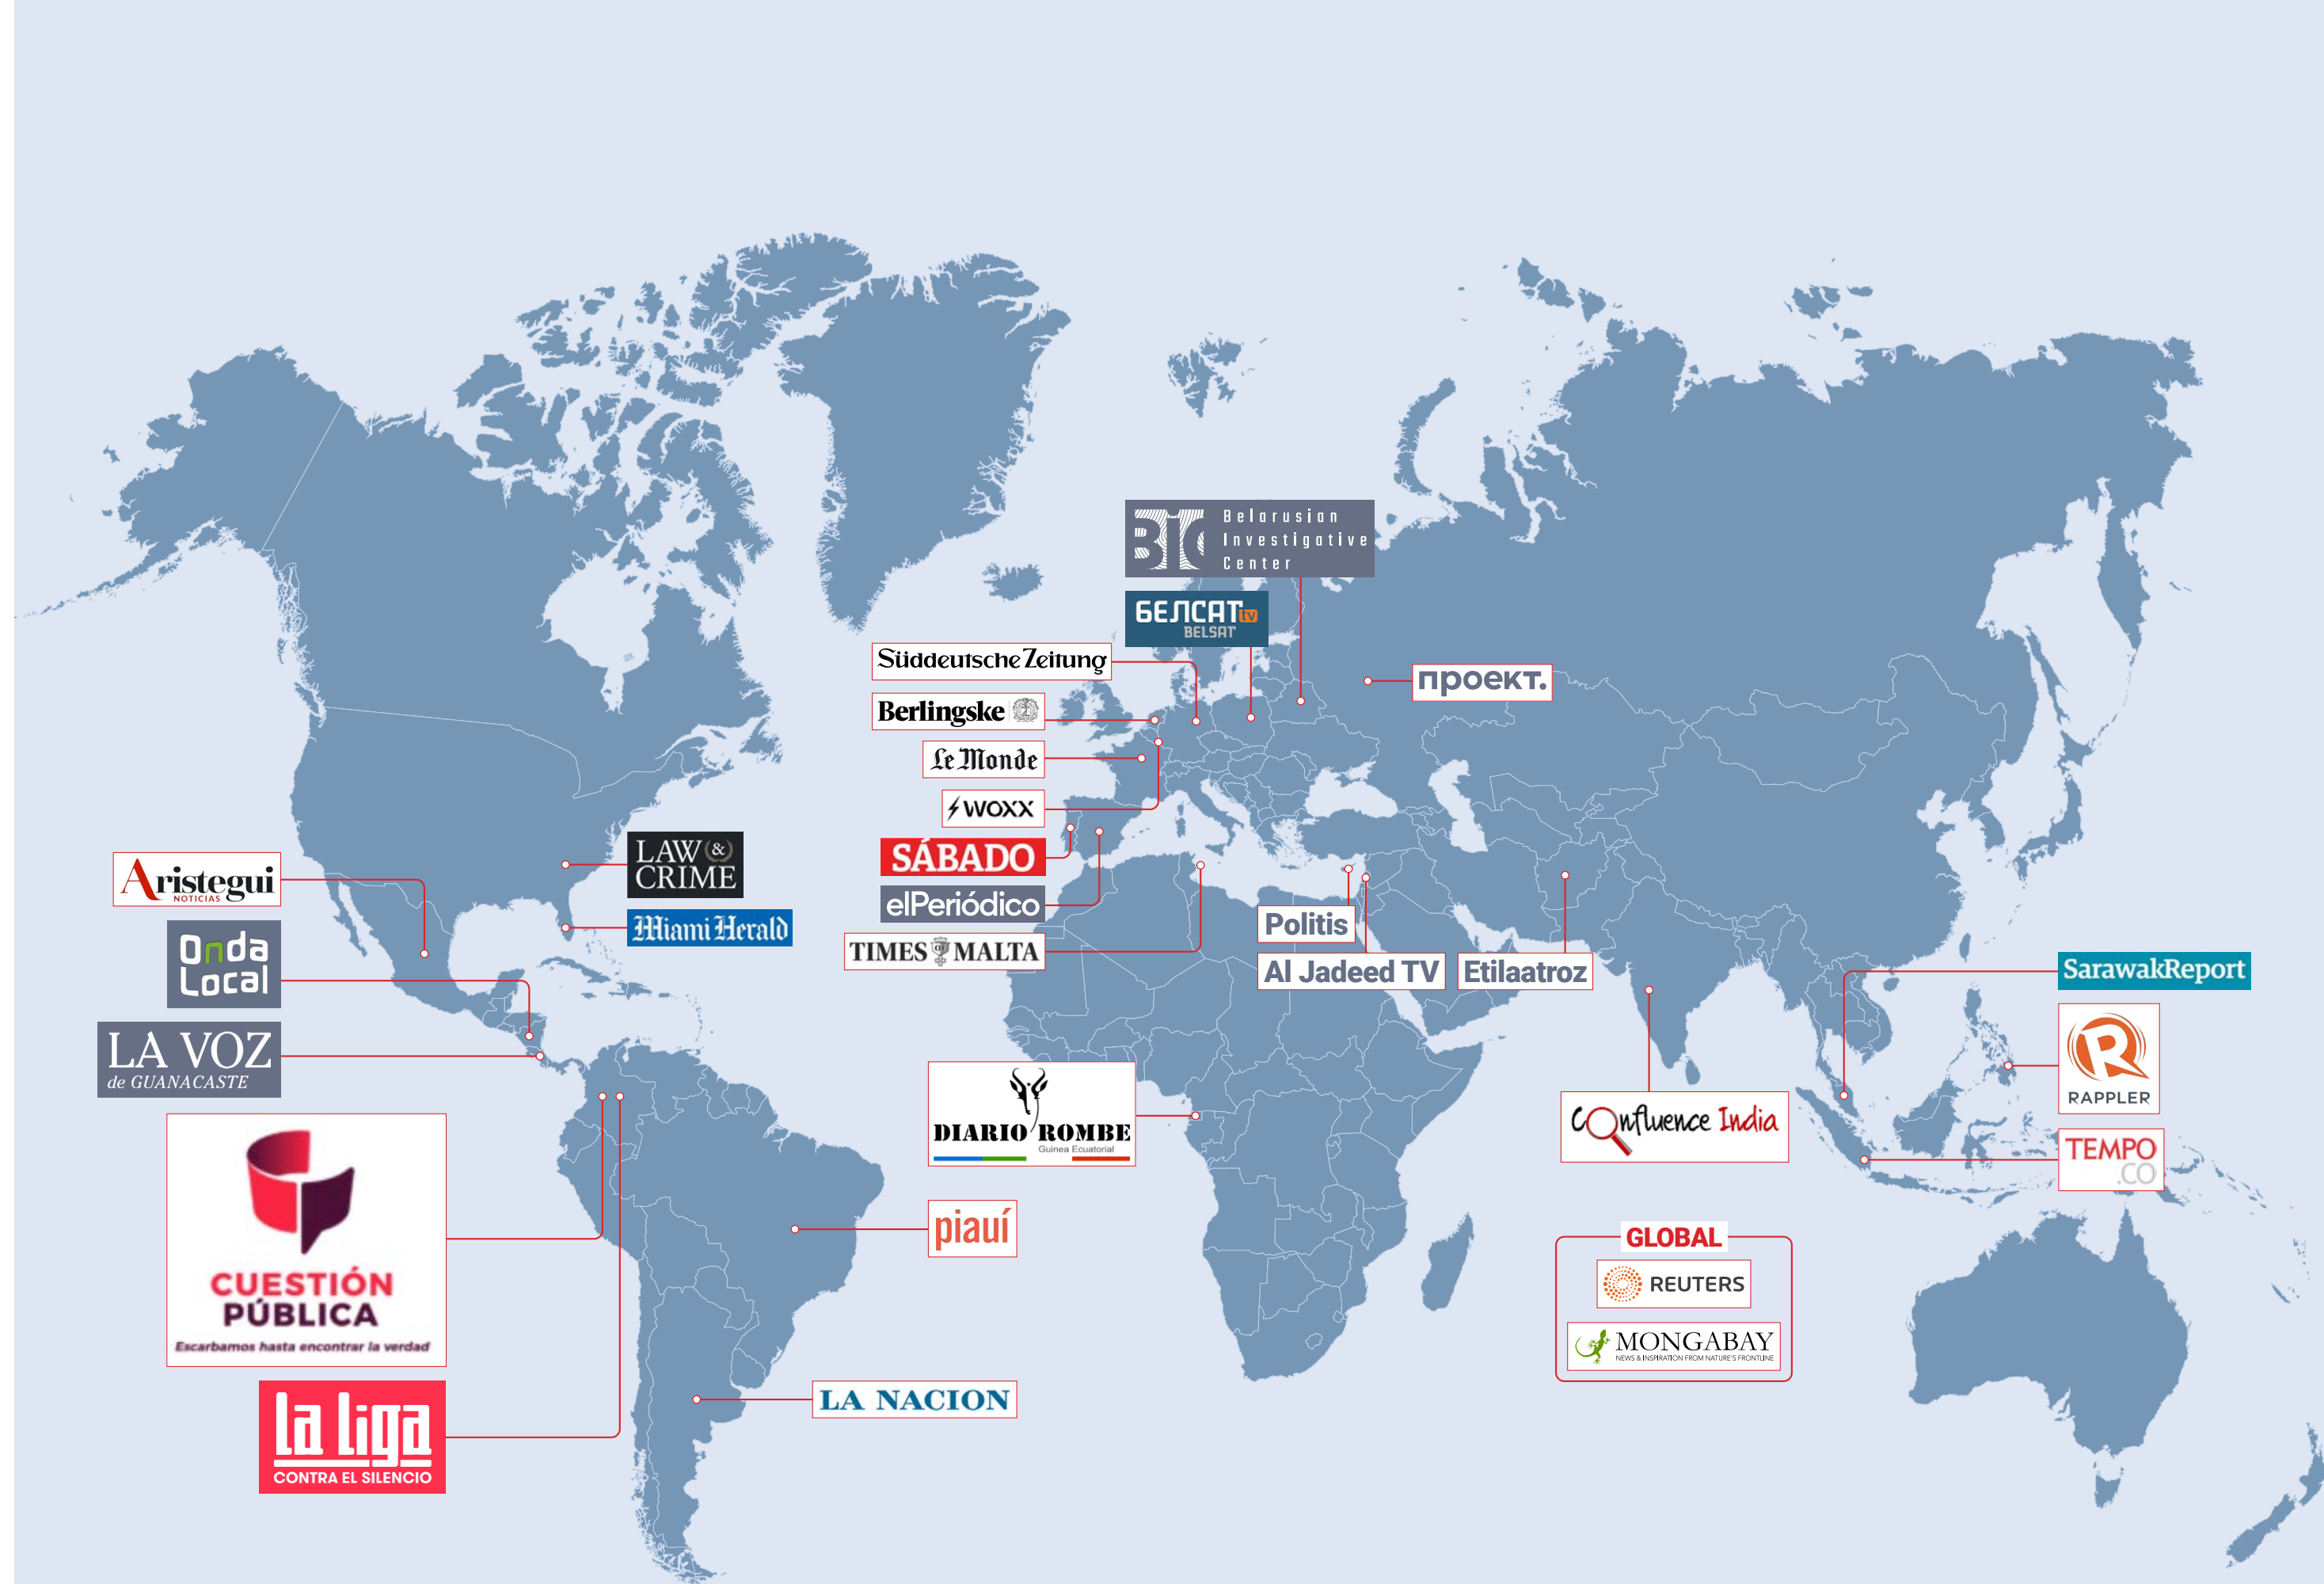 Belarusian
Investigative
Center
БЕЛСАТ tv
BELSAT
Süddeutsche Zeitung
Berlingske
Le Monde
woxx
SÁBADO
elPeriódico
TIMES OF MALTA
проект.
Politis
Al Jadeed TV
Etilaatroz
LAW &
CRIME
Miami Herald
Aristegui
NOTICIAS
Onda
Local
LA VOZ
de GUANACASTE
CUESTIÓN
PÚBLICA
Escarbamos hasta encontrar la verdad
la liga
CONTRA EL SILENCIO
DIARIO ROMBE
Guinea Ecuatorial
piauí
LA NACION
Confluence India
SarawakReport
R
RAPPLER
TEMPO
.CO
GLOBAL
REUTERS
MONGABAY
NEWS & INSPIRATION FROM NATURE'S FRONTLINE